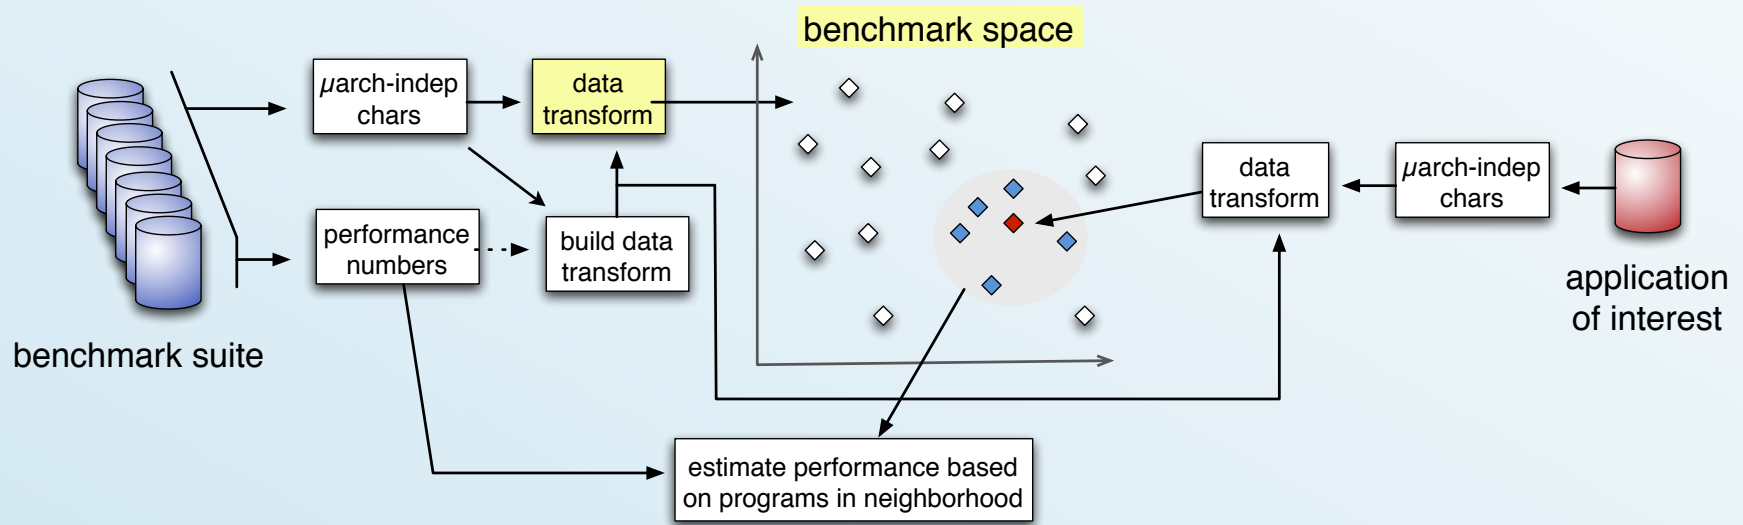 benchmark space
µarch-indep
chars
data
transform
performance
numbers
build data
transform
benchmark suite
data
transform
µarch-indep
chars
application
of interest
estimate performance based
on programs in neighborhood